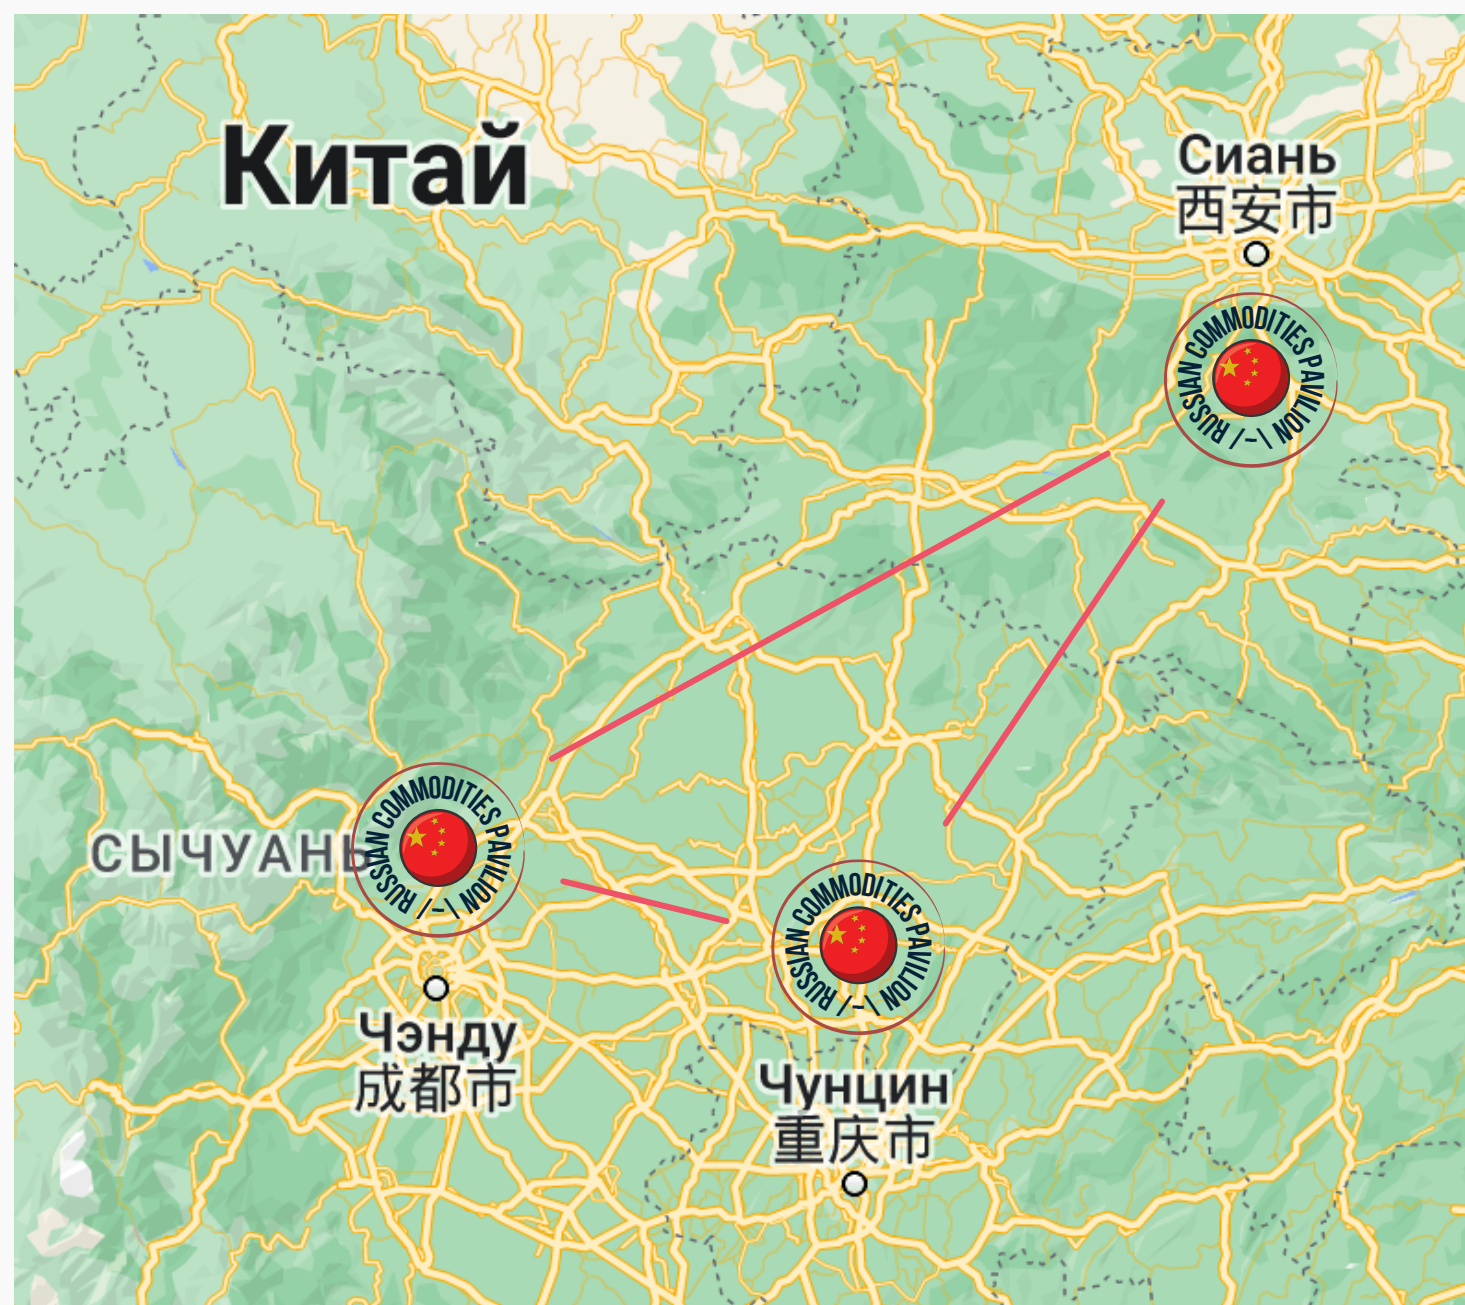 Китай
Сиань
西安市
RUSSIAN COMMODITIES PAVILION /-\
СЫЧУАНЬ
RUSSIAN COMMODITIES PAVILION /-\
RUSSIAN COMMODITIES PAVILION /-\
Чэнду
成都市
Чунцин
重庆市